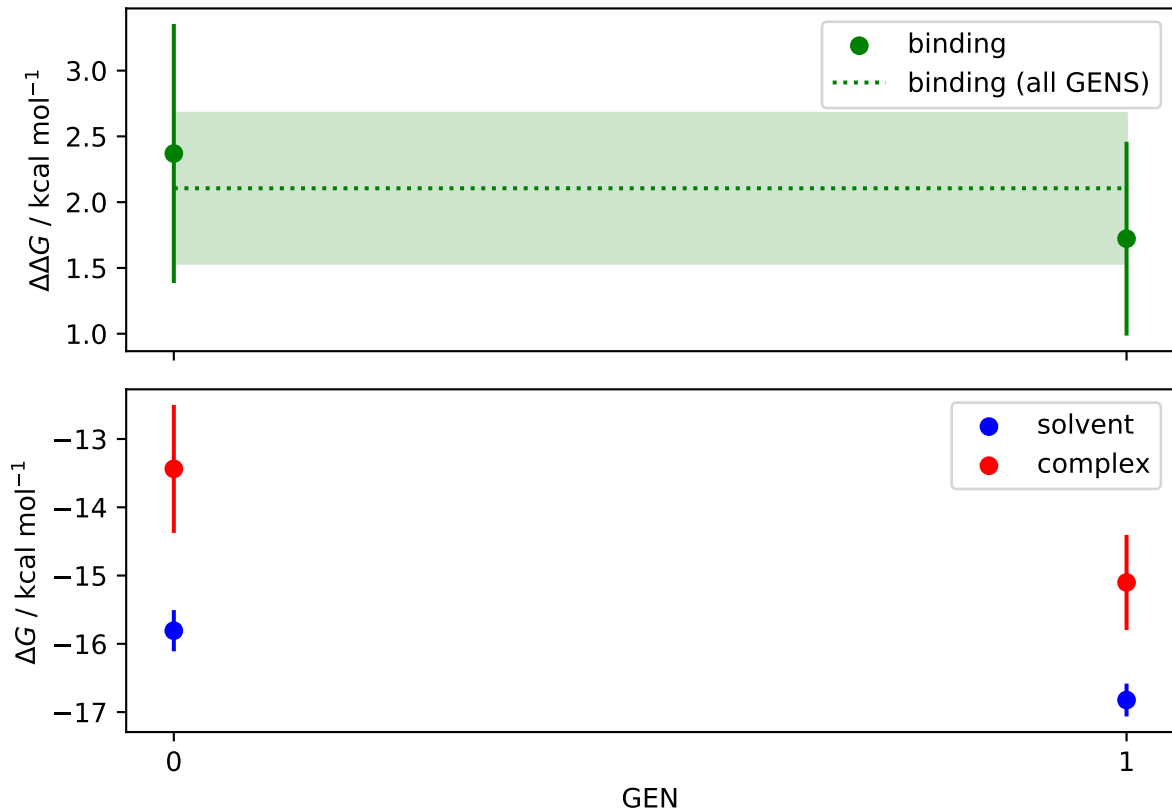 ΔΔG / kcal mol⁻¹
3.0
2.5
2.0
1.5
1.0
binding
binding (all GENS)
ΔG / kcal mol⁻¹
−13
−14
−15
−16
−17
solvent
complex
0
1
GEN